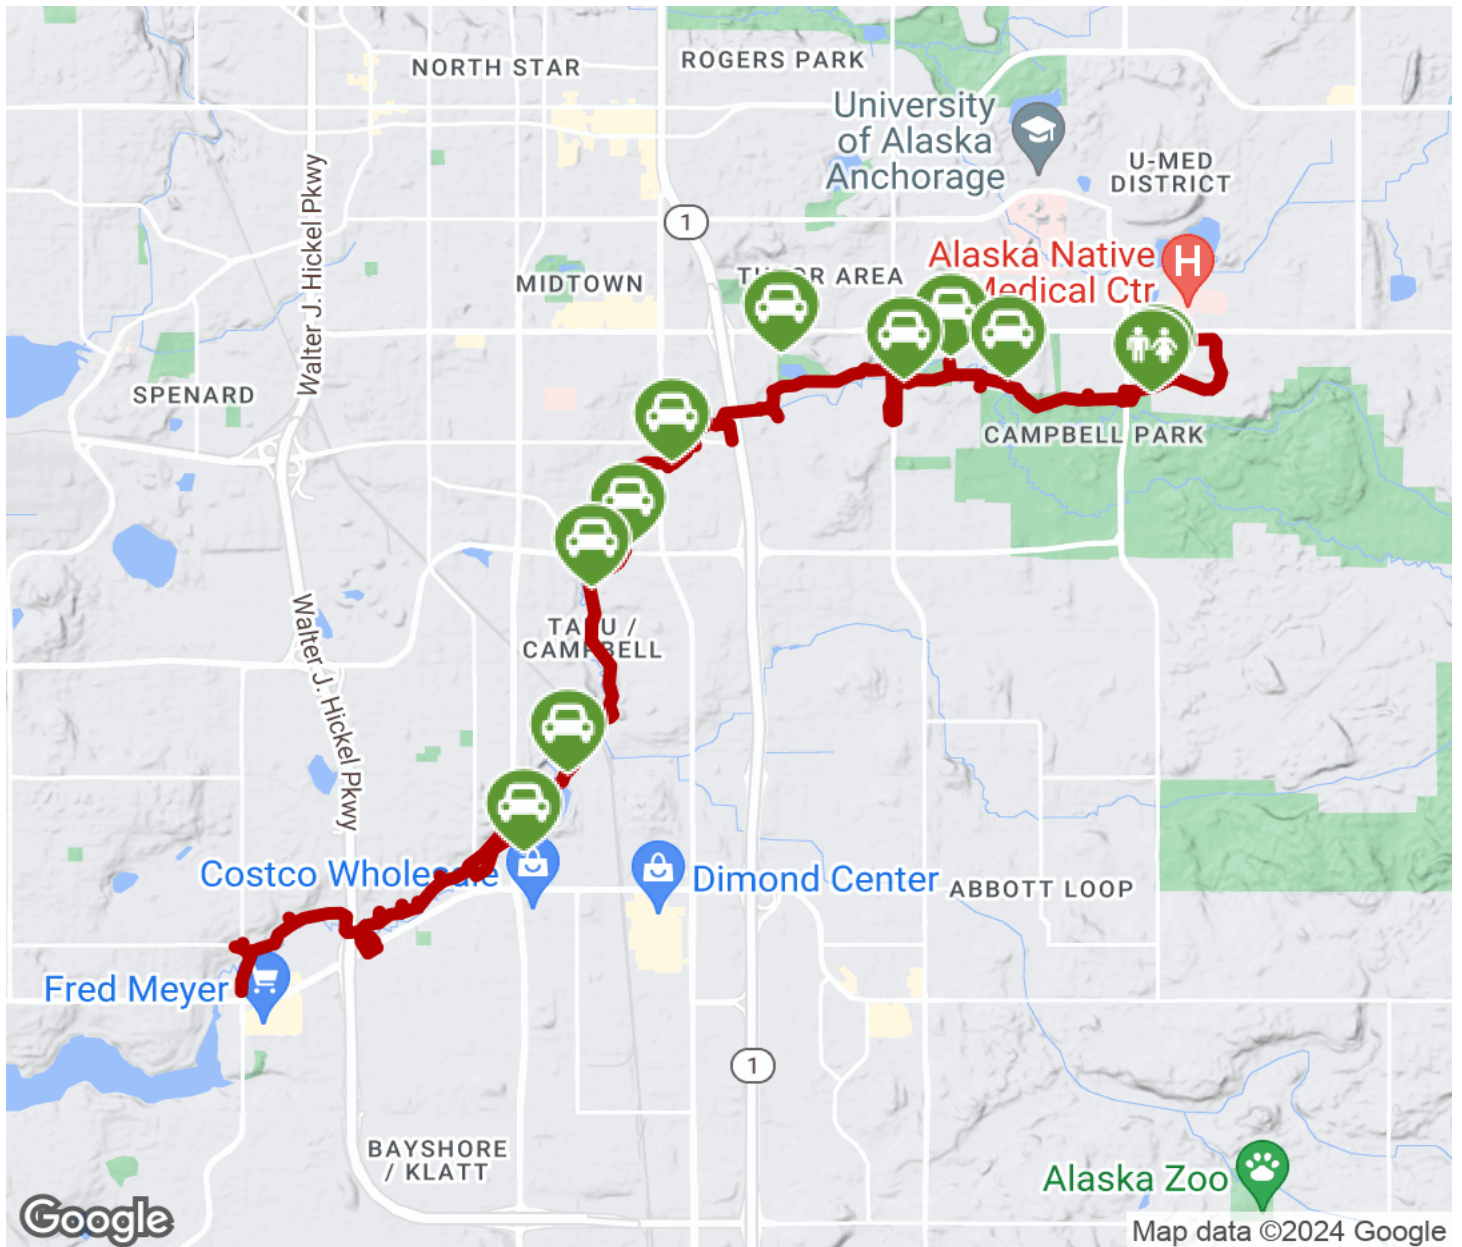 NORTH STAR
ROGERS PARK
University
of Alaska
Anchorage
U-MED
DISTRICT
Walter J. Hickel Pkwy
1
MIDTOWN
AREA
Alaska Native
Medical Ctr
H
SPENARD
CAMPBELL PARK
Walter J. Hickel Pkwy
CAMPBELL
Costco Wholesale
Dimond Center
ABBOTT LOOP
Fred Meyer
1
BAYSHORE
/ KLATT
Alaska Zoo
Google
Map data ©2024 Google